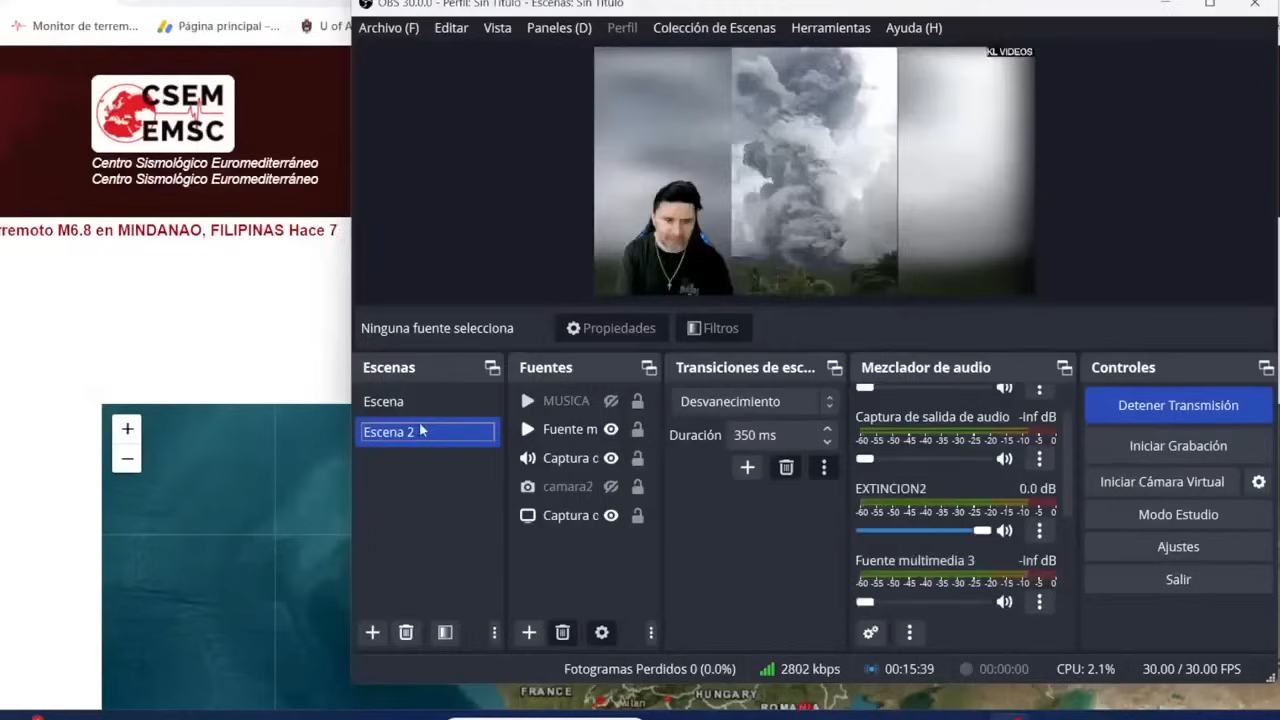 OBS 30.0.0 - Perfil: Sin Título - Escenas: Sin Título
Monitor de terrem...
Página principal –...
U of A
Archivo (F)
Editar
Vista
Paneles (D)
Perfil
Colección de Escenas
Herramientas
Ayuda (H)
KL VIDEOS
CSEM
EMSC
Centro Sismológico Euromediterráneo
Centro Sismológico Euromediterráneo
rremoto M6.8 en MINDANAO, FILIPINAS Hace 7
+
−
Ninguna fuente selecciona
Propiedades
Filtros
Escenas
Escena
Escena 2
Fuentes
MUSICA
Fuente m
Captura c
camara2
Captura c
Transiciones de esc...
Desvanecimiento
Duración
350 ms
Mezclador de audio
Captura de salida de audio
-inf dB
-60 -55 -50 -45 -40 -35 -30 -25 -20 -15 -10 -5 0
EXTINCION2
0.0 dB
-60 -55 -50 -45 -40 -35 -30 -25 -20 -15 -10 -5 0
Fuente multimedia 3
-inf dB
-60 -55 -50 -45 -40 -35 -30 -25 -20 -15 -10 -5 0
Controles
Detener Transmisión
Iniciar Grabación
Iniciar Cámara Virtual
Modo Estudio
Ajustes
Salir
Fotogramas Perdidos 0 (0.0%)
2802 kbps
00:15:39
00:00:00
CPU: 2.1%
30.00 / 30.00 FPS
FRANCE
Milan
HUNGARY
ROMANIA